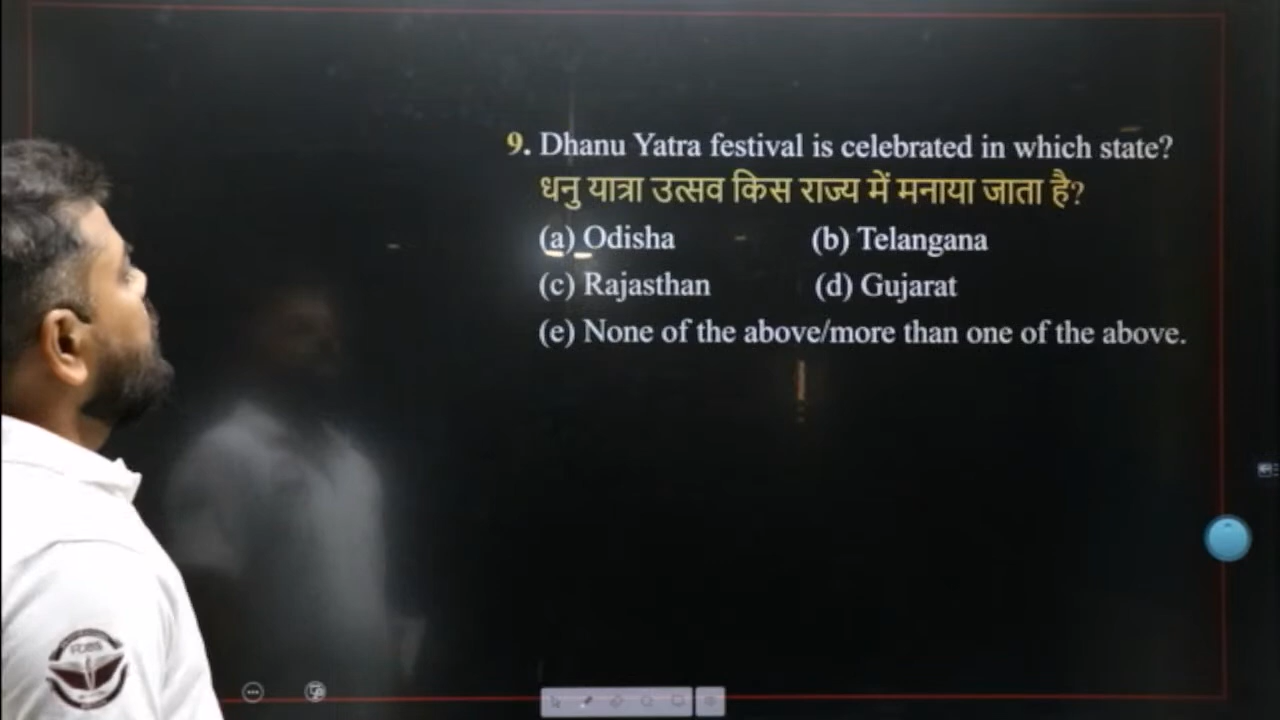 9. Dhanu Yatra festival is celebrated in which state?
धनु यात्रा उत्सव किस राज्य में मनाया जाता है?
(a) Odisha (b) Telangana
(c) Rajasthan (d) Gujarat
(e) None of the above/more than one of the above.